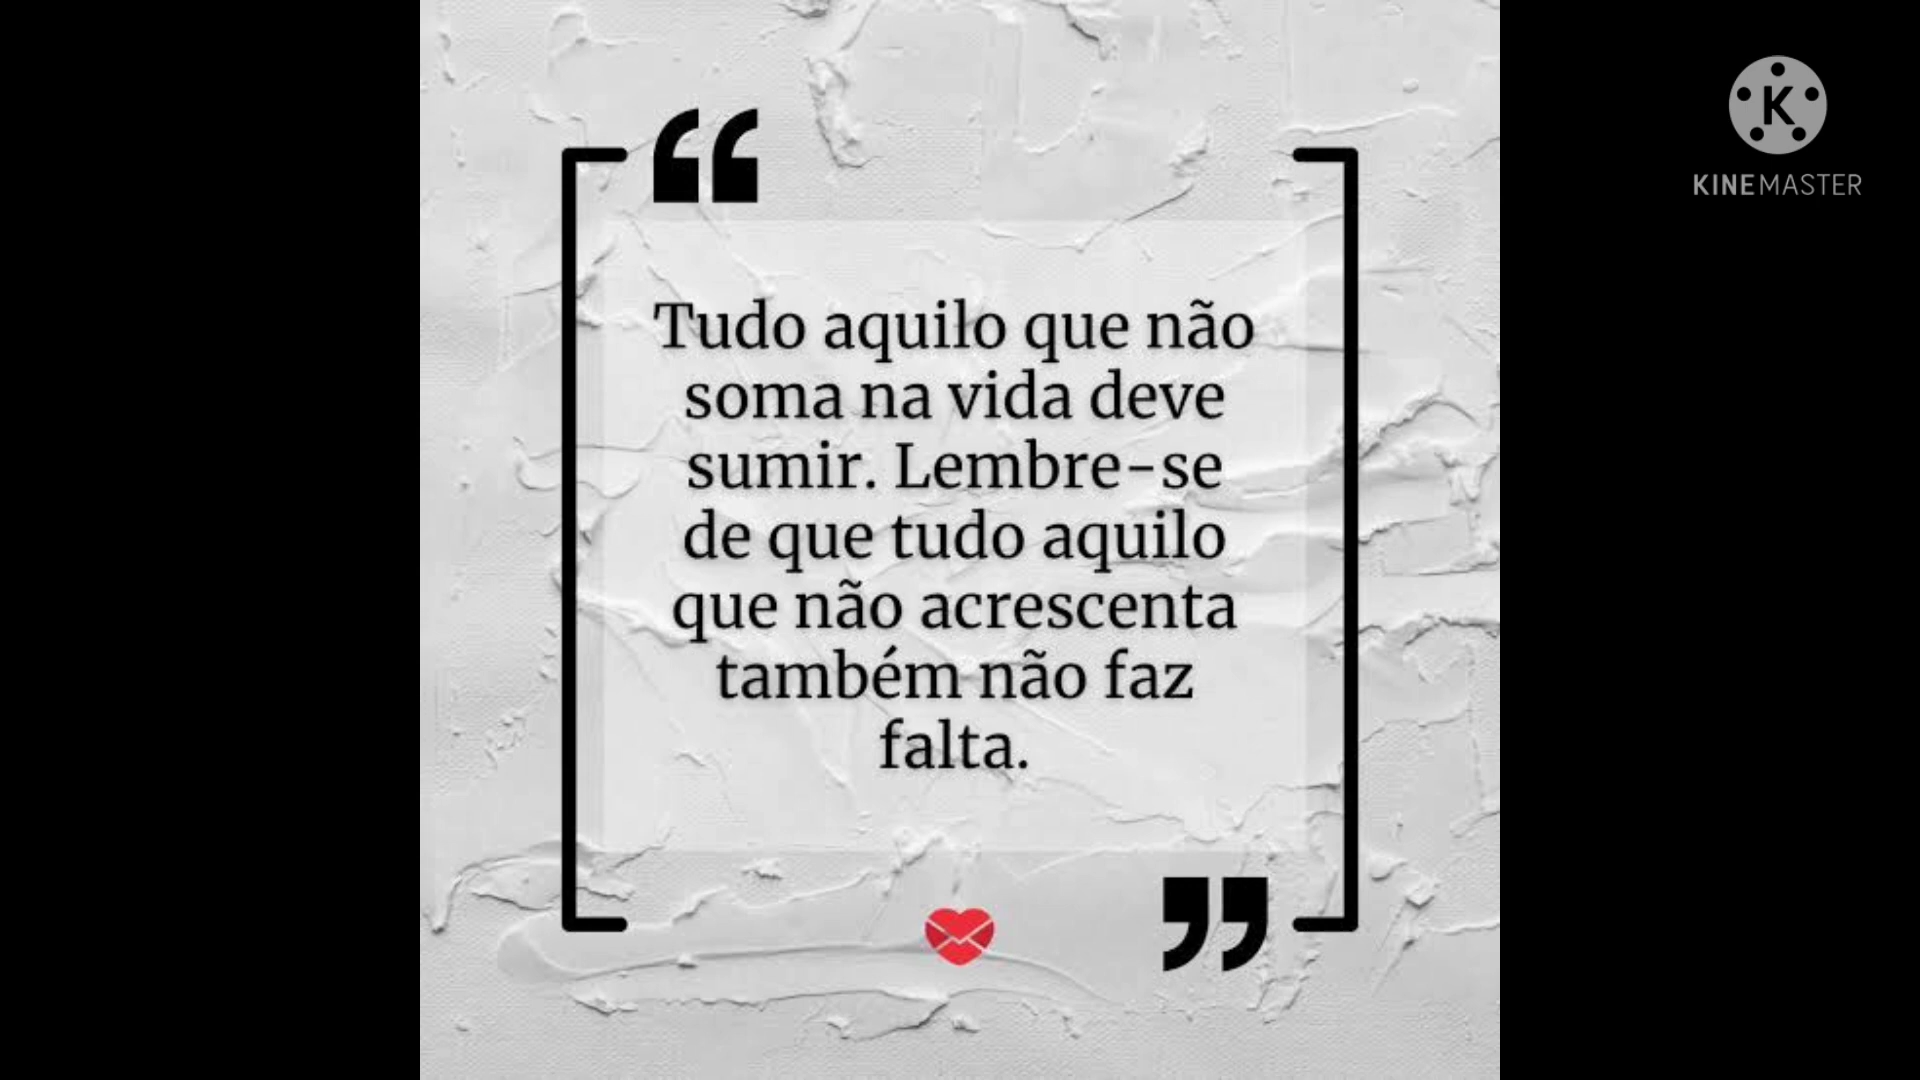 “
Tudo aquilo que não
soma na vida deve
sumir. Lembre-se
de que tudo aquilo
que não acrescenta
também não faz
falta.
”
K
KINEMASTER